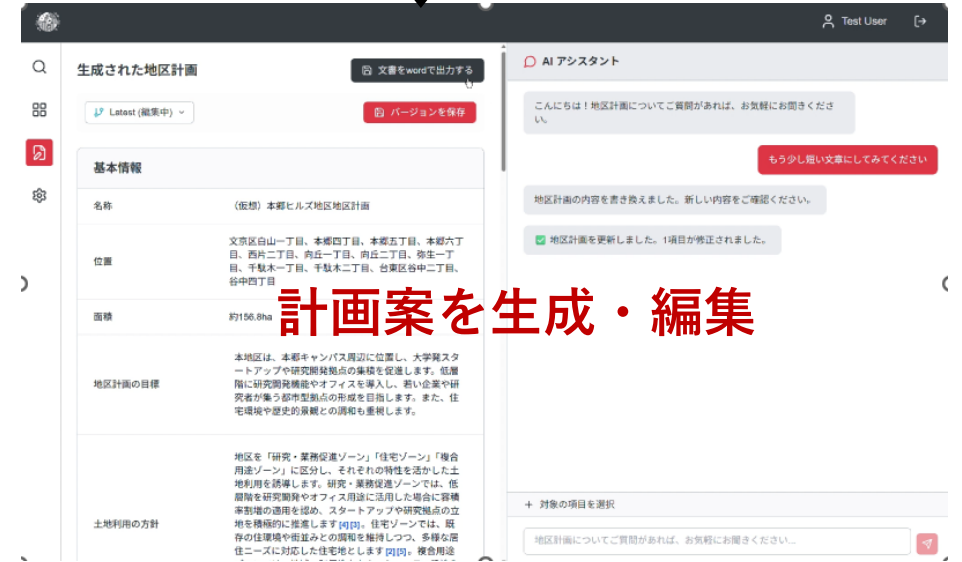 Test User
生成された地区計画
文書をwordで出力する
Latest (編集中)
バージョンを保存
基本情報
名称
（仮想）本郷ヒルズ地区地区計画
位置
文京区白山一丁目、本郷四丁目、本郷五丁目、本郷六丁
目、西片二丁目、向丘一丁目、向丘二丁目、弥生一丁
目、千駄木一丁目、千駄木二丁目、台東区谷中二丁目、
谷中四丁目
面積
約156.8ha
計画案を生成・編集
地区計画の目標
本地区は、本郷キャンパス周辺に位置し、大学発スタ
ートアップや研究開発拠点の集積を促進します。低層
階に研究開発機能やオフィスを導入し、若い企業や研
究者が集う都市型拠点の形成を目指します。また、住
宅環境や歴史的景観との調和も重視します。
土地利用の方針
地区を「研究・業務促進ゾーン」「住宅ゾーン」「複合
用途ゾーン」に区分し、それぞれの特性を活かした土
地利用を誘導します。研究・業務促進ゾーンでは、低
層階を研究開発やオフィス用途に活用した場合に容積
率割増の適用を認め、スタートアップや研究拠点の立
地を積極的に推進します[4][3]。住宅ゾーンでは、既
存の住環境や街並みとの調和を維持しつつ、多様な居
住ニーズに対応した住宅地とします[2][5]。複合用途
AI アシスタント
こんにちは！地区計画についてご質問があれば、お気軽にお聞きくださ
い。
もう少し短い文章にしてみてください
地区計画の内容を書き換えました。新しい内容をご確認ください。
地区計画を更新しました。1項目が修正されました。
+ 対象の項目を選択
地区計画についてご質問があれば、お気軽にお聞きください...